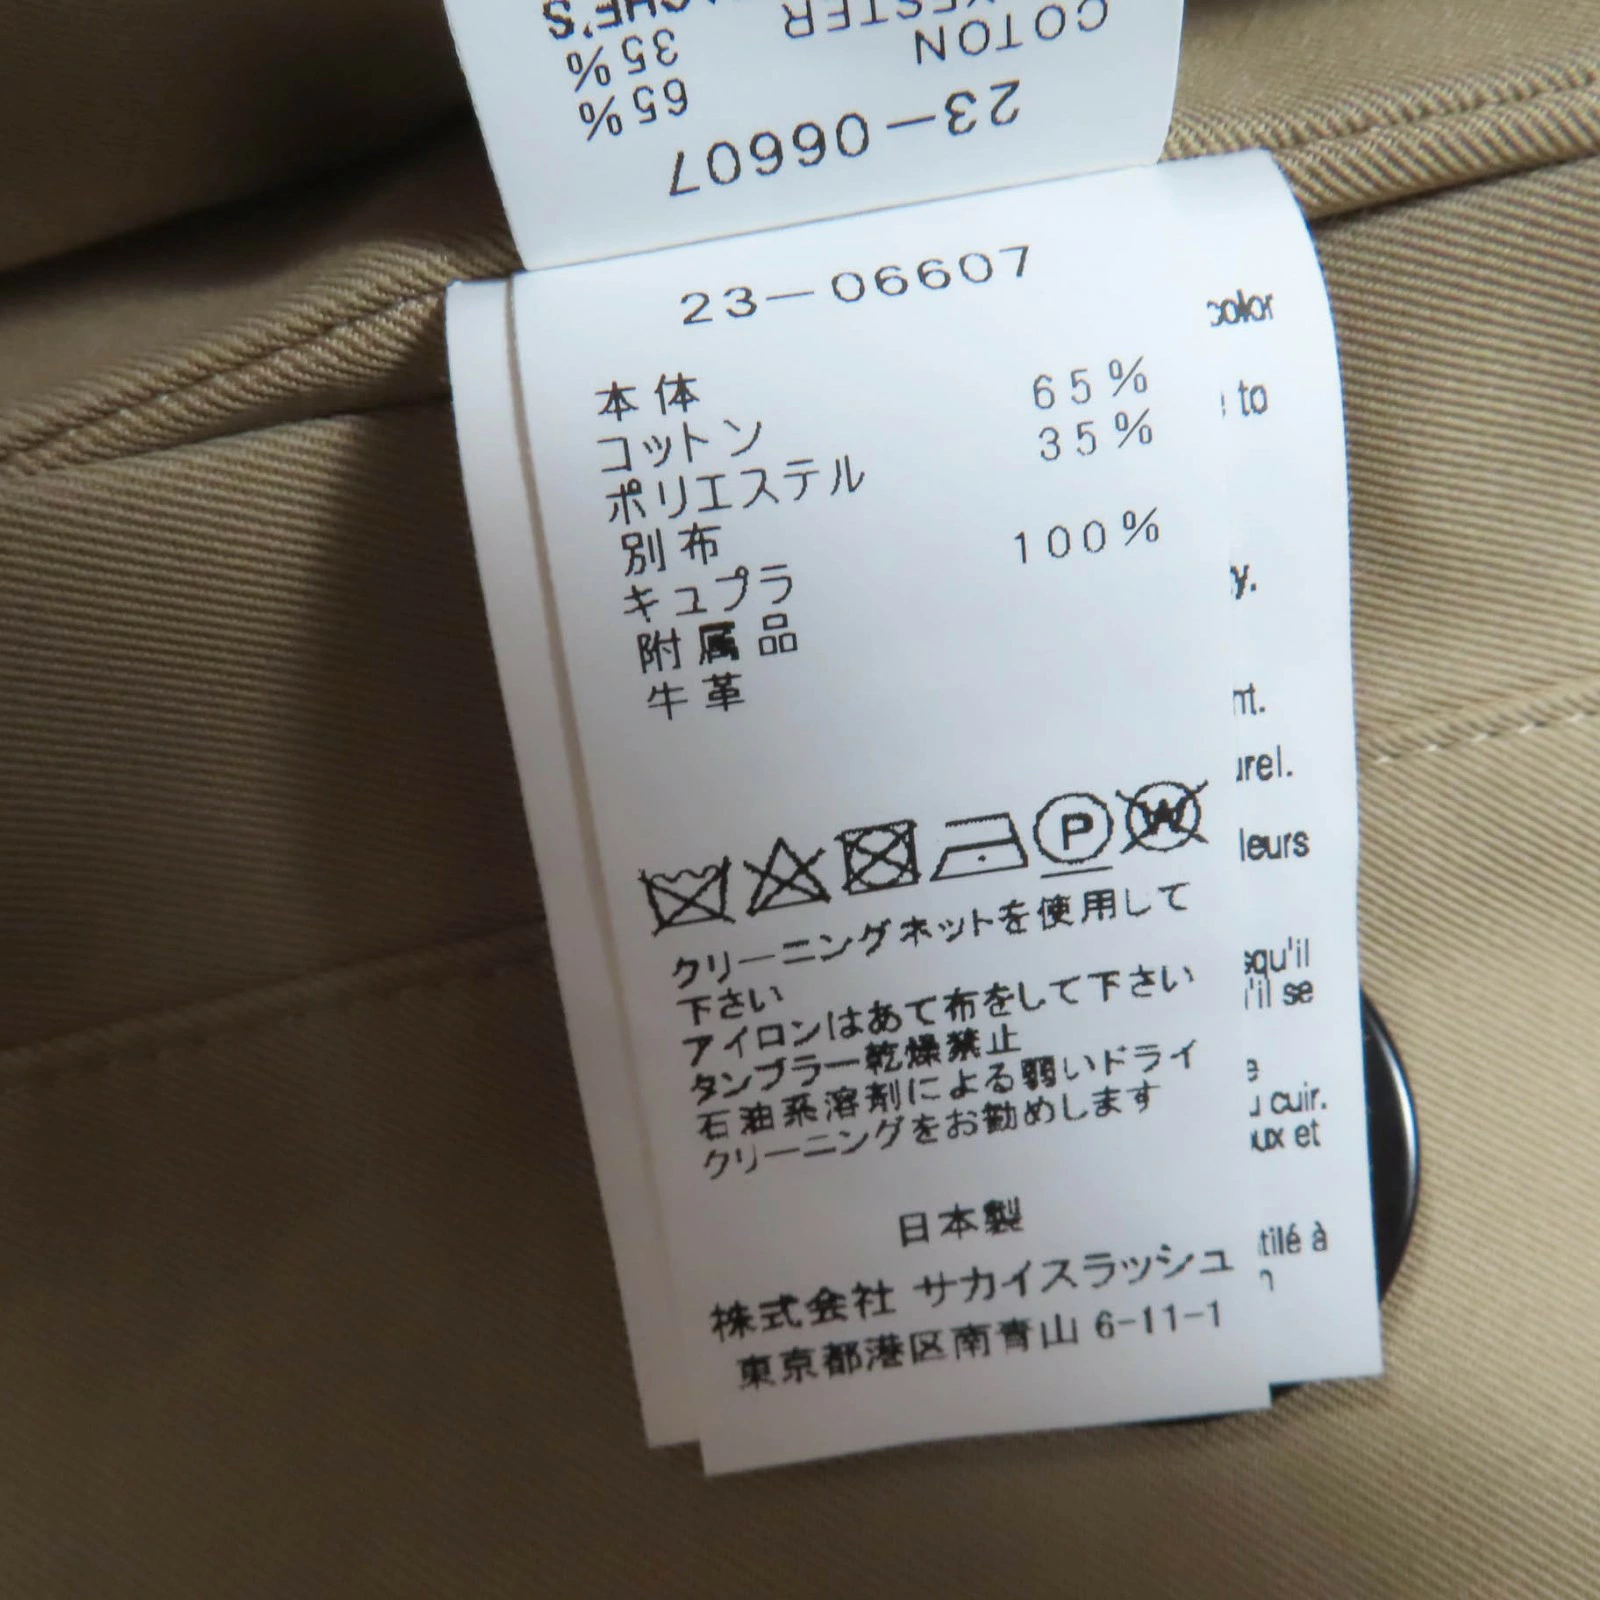 COTON
65%
35%
23-06607
23-06607
本体
コットン 65%
ポリエステル 35%
別布
キュプラ 100%
附属品
牛革
P W
クリーニングネットを使用して
下さい
アイロンはあて布をして下さい
タンブラー乾燥禁止
石油系溶剤による弱いドライ
クリーニングをお勧めします
日本製
株式会社 サカイスラッシュ
東京都港区南青山 6-11-1
color
to
y.
nt.
urel.
leurs
squ'il
'il se
e
u cuir.
ux et
tilé à